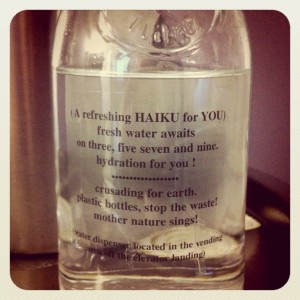 (A refreshing HAIKU for YOU)
fresh water awaits
on three, five seven and nine.
hydration for you !
*******************
crusading for earth.
plastic bottles, stop the waste!
mother nature sings!
water dispenser located in the vending
the elevator landing)